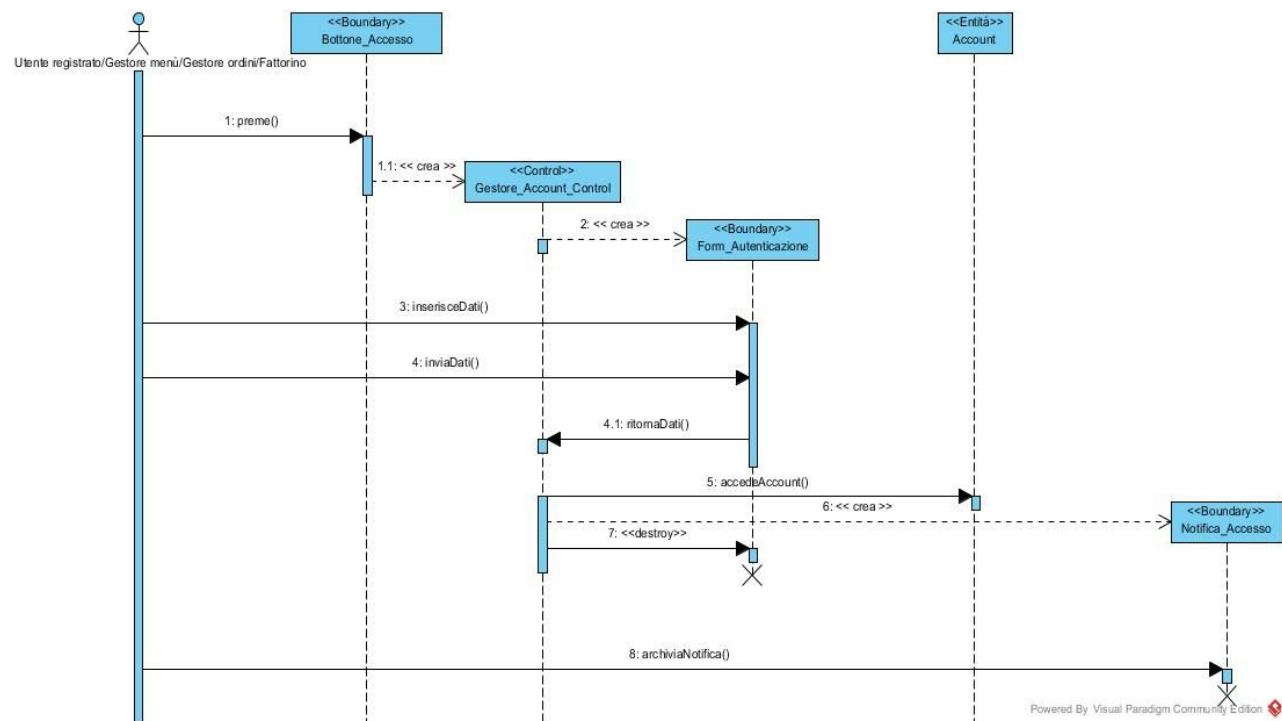 <<Boundary>>
Bottone_Accesso
<<Entità>>
Account
Utente registrato/Gestore menù/Gestore ordini/Fattorino
1: preme()
1.1: << crea >>
<<Control>>
Gestore_Account_Control
2: << crea >>
<<Boundary>>
Form_Autenticazione
3: inserisceDati()
4: inviaDati()
4.1: ritornaDati()
5: accedeAccount()
6: << crea >>
<<Boundary>>
Notifica_Accesso
7: <<destroy>>
8: archiviaNotifica()
Powered By Visual Paradigm Community Edition